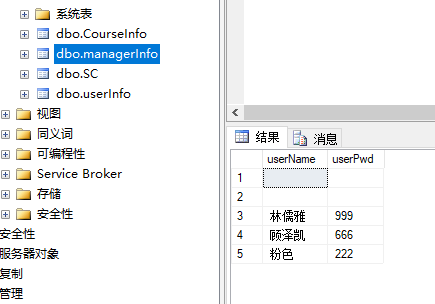 系统表
dbo.CourseInfo
dbo.managerInfo
dbo.SC
dbo.userInfo
视图
同义词
可编程性
Service Broker
存储
安全性
安全性
服务器对象
复制
管理
结果 消息
userName userPwd
1
2
3 林儒雅 999
4 顾泽凯 666
5 粉色 222